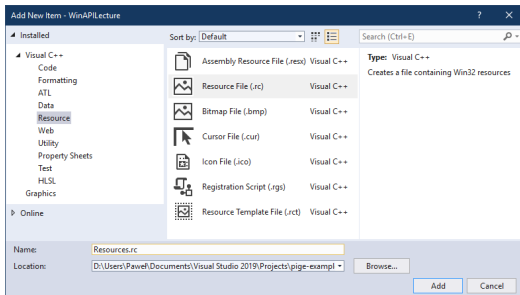 Add New Item - WinAPILecture
Installed
Sort by: Default
Search (Ctrl+E)
Visual C++
Code
Formatting
ATL
Data
Resource
Web
Utility
Property Sheets
Test
HLSL
Graphics
Online
Assembly Resource File (.resx) Visual C++
Resource File (.rc) Visual C++
Bitmap File (.bmp) Visual C++
Cursor File (.cur) Visual C++
Icon File (.ico) Visual C++
Registration Script (.rgs) Visual C++
Resource Template File (.rct) Visual C++
Type: Visual C++
Creates a file containing Win32 resources
Name: Resources.rc
Location: D:\Users\Pawel\Documents\Visual Studio 2019\Projects\pige-exampl
Browse...
Add Cancel